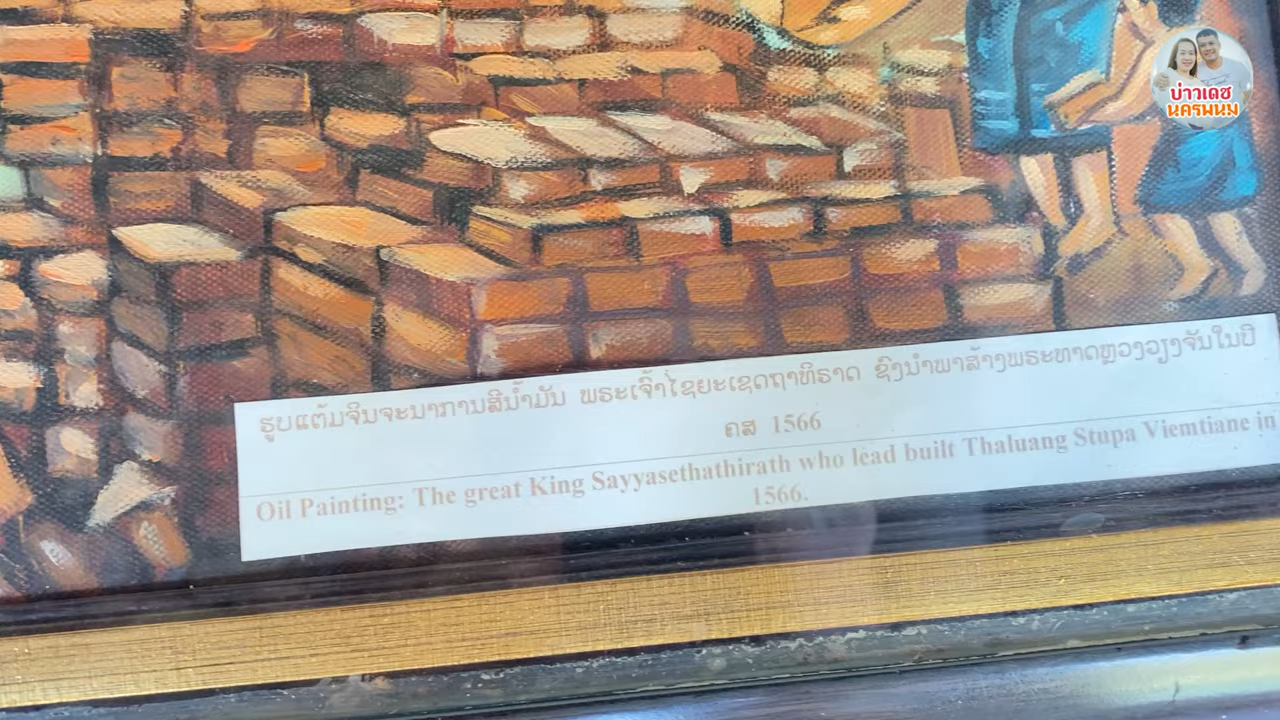 ບ່าວเดช
นครพนม
ຮູບແຕ້ມຈິນຈະນາການສີນ້ຳມັນ ພຣະເຈົ້າໄຊຍະເຊດຖາທິຣາດ ຊົງນຳພາສ້າງພຣະທາດຫຼວງວຽງຈັນໃນປີ
ຄສ 1566
Oil Painting: The great King Sayyasethathirath who lead built Thaluang Stupa Viemtiane in
1566.